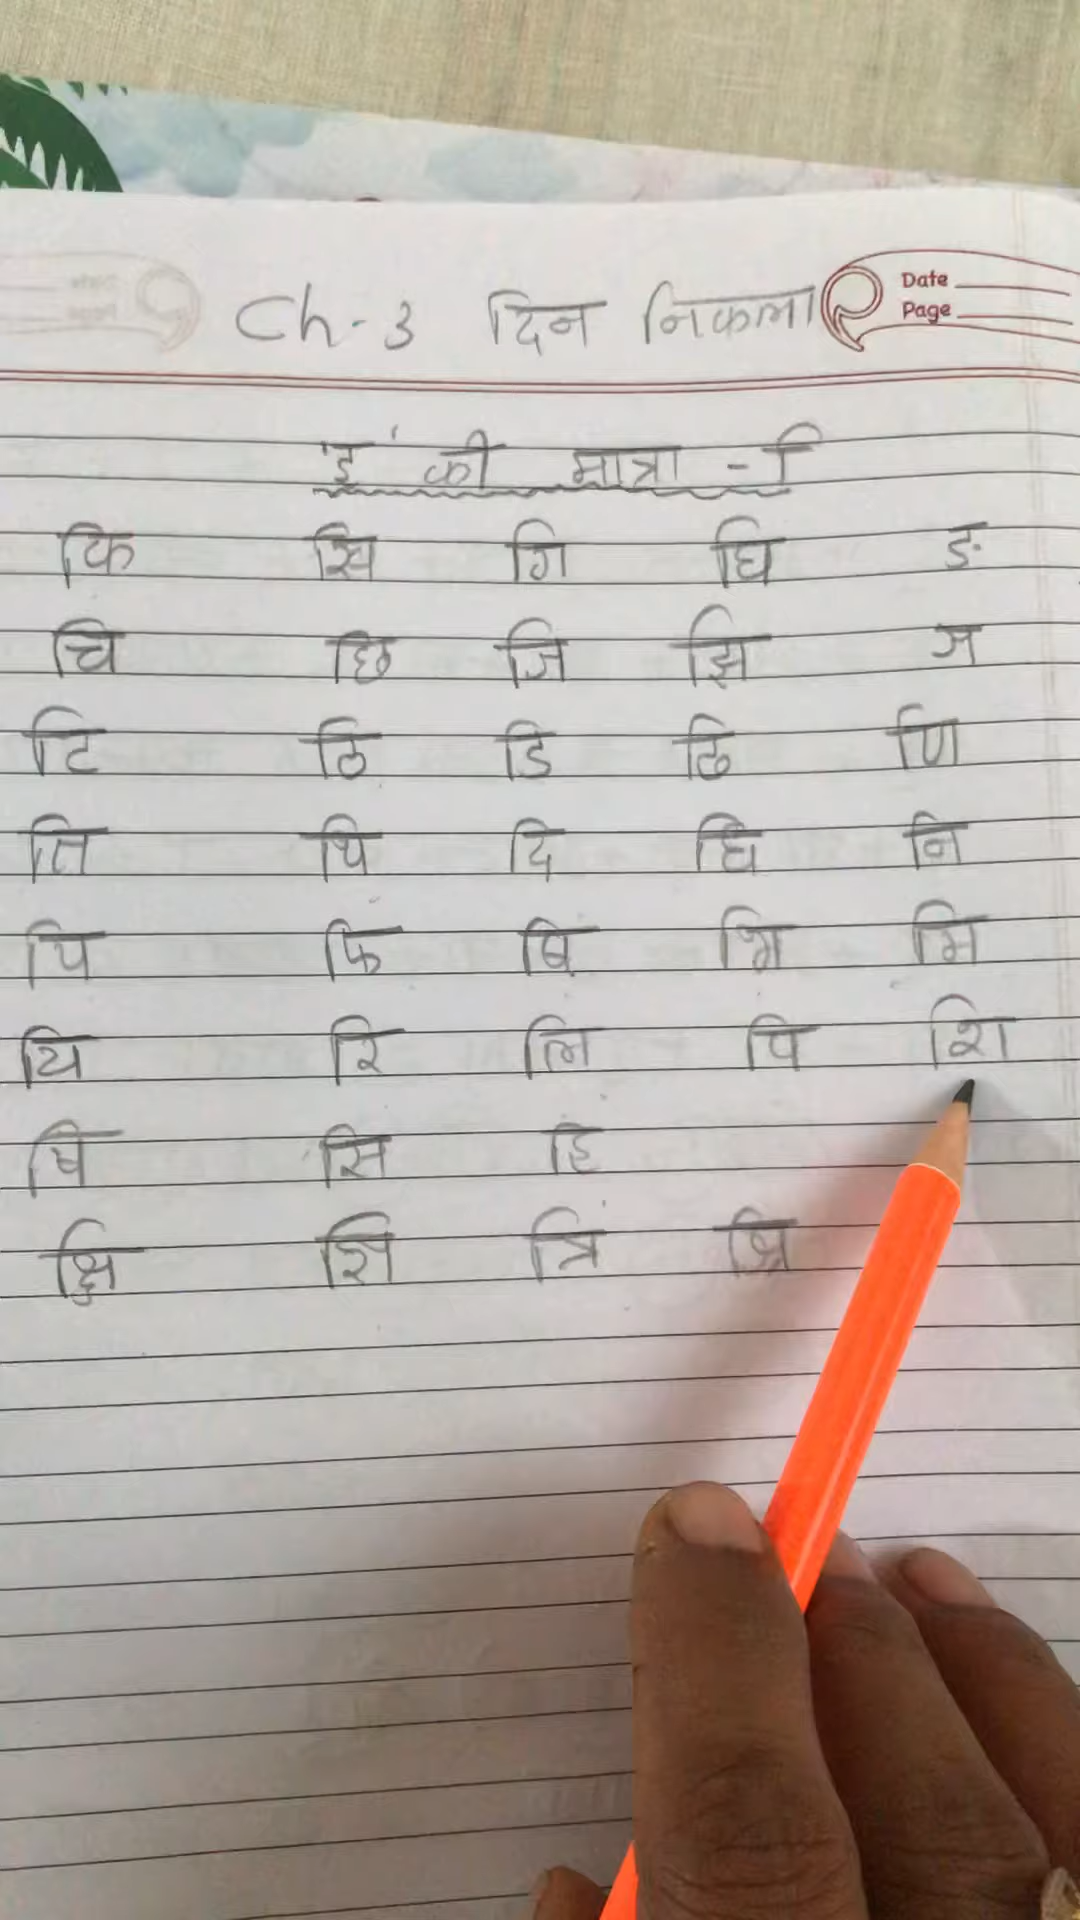 Ch-3 दिन निकला
Date
Page
'इ' की मात्रा - ि
कि खि गि घि ङ
चि छि जि झि ञ
टि ठि डि ढि णि
ति थि दि धि नि
पि फि बि भि मि
यि रि लि वि शि
षि सि हि
क्षि त्रि श्रि